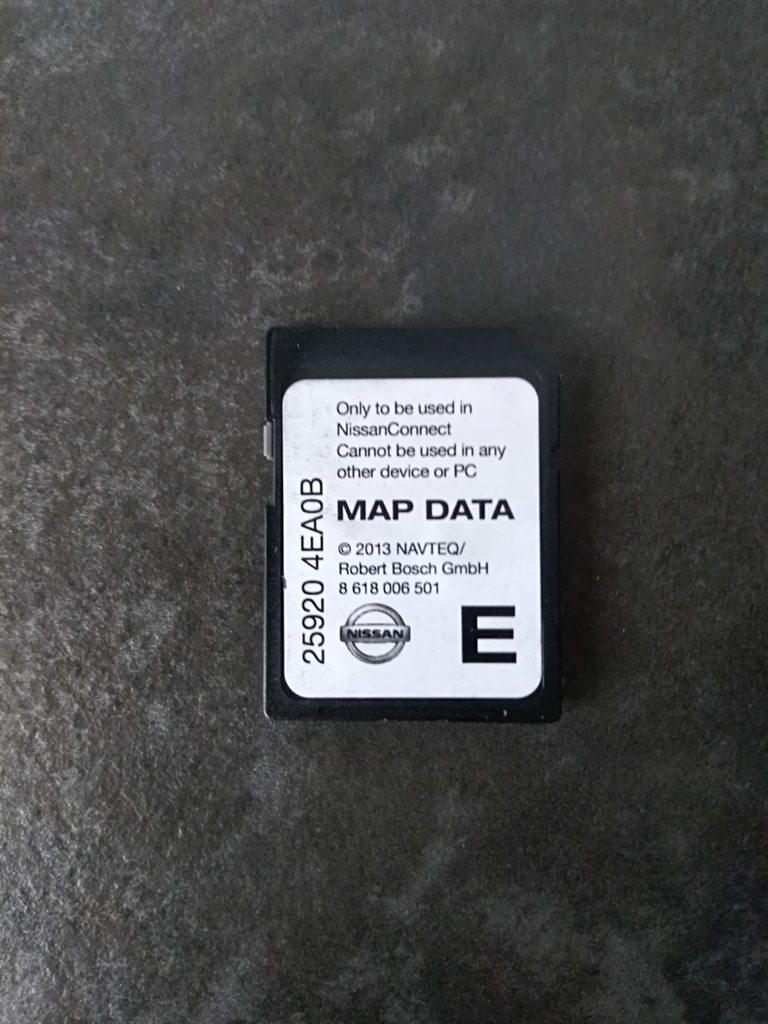 Only to be used in
NissanConnect
Cannot be used in any
other device or PC
MAP DATA
© 2013 NAVTEQ/
Robert Bosch GmbH
8 618 006 501
NISSAN
E
25920 4EA0B